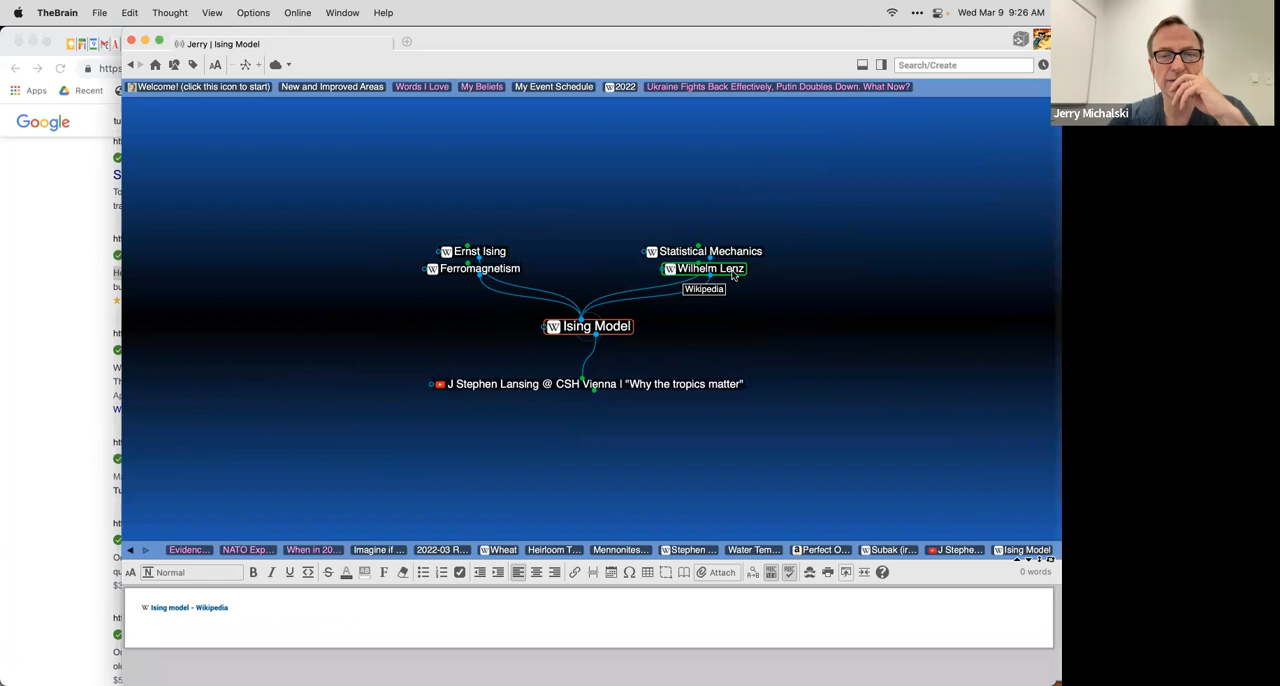 TheBrain File Edit Thought View Options Online Window Help Wed Mar 9 9:26 AM
Jerry | Ising Model
https
AA Search/Create
Apps Recent Welcome! (click this icon to start) New and Improved Areas Words I Love My Beliefs My Event Schedule W 2022 Ukraine Fights Back Effectively, Putin Doubles Down. What Now?
Jerry Michalski
Google
W Ernst Ising W Statistical Mechanics
W Ferromagnetism W Wilhelm Lenz
Wikipedia
W Ising Model
J Stephen Lansing @ CSH Vienna | "Why the tropics matter"
Evidenc... NATO Exp... When in 20... Imagine if ... 2022-03 R... W Wheat Heirloom T... Mennonites... W Stephen ... Water Tem... a Perfect O... W Subak (ir... J Stephe... W Ising Model
AA N Normal B I U S A F Attach 0 words
W Ising model - Wikipedia